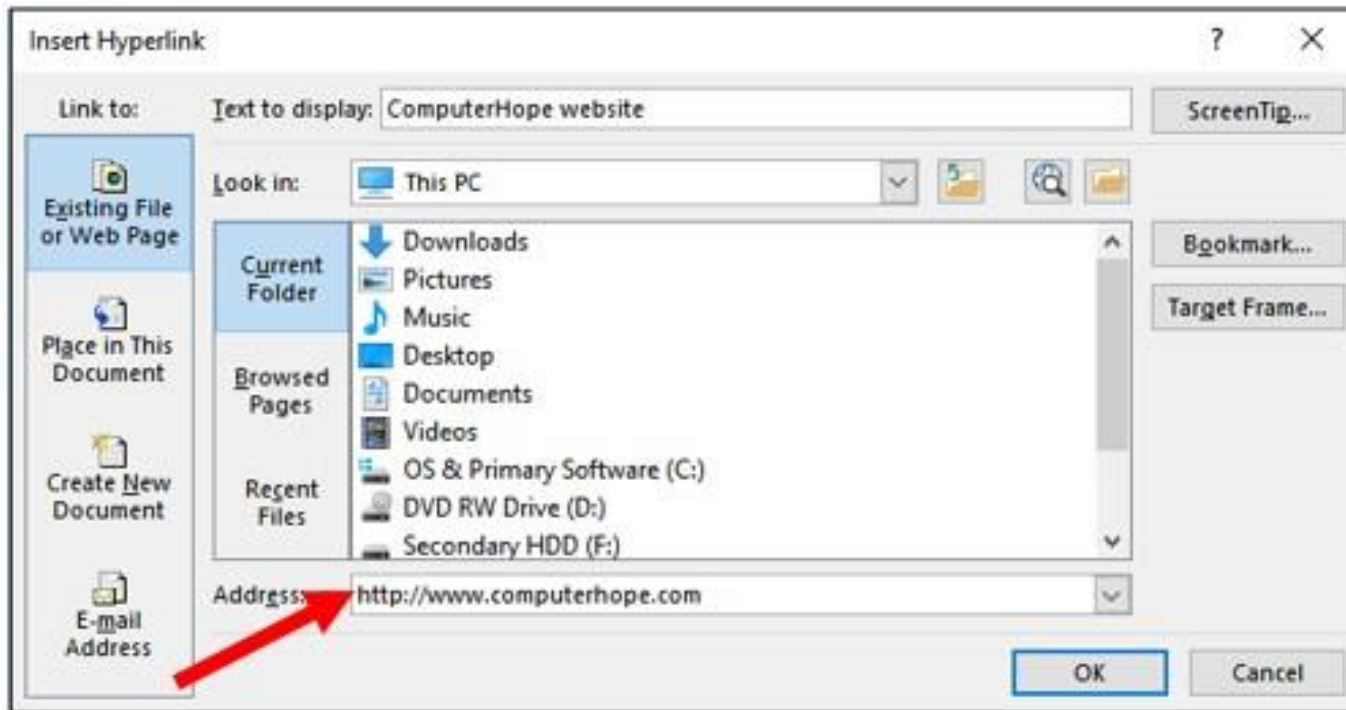 Insert Hyperlink
?
Link to:
Text to display:
ComputerHope website
ScreenTip...
Existing File
or Web Page
Look in:
This PC
5
Place in This
Document
Create New
Document
E-mail
Address
Current
Folder
Browsed
Pages
Recent
Files
Downloads
Pictures
Music
Desktop
Documents
Videos
OS & Primary Software (C:)
DVD RW Drive (D:)
Secondary HDD (F:)
Bookmark...
Target Frame...
Address:
http://www.computerhope.com
OK
Cancel